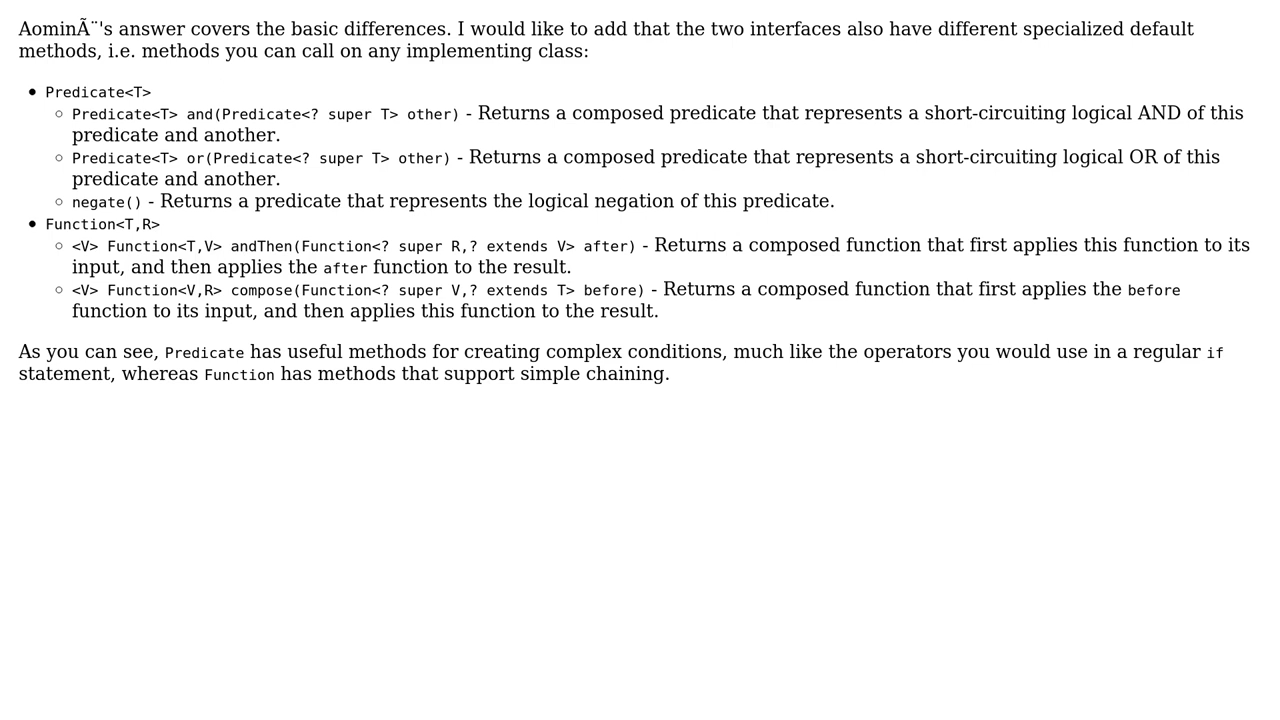 AominÃ¨'s answer covers the basic differences. I would like to add that the two interfaces also have different specialized default
methods, i.e. methods you can call on any implementing class:
Predicate<T>
Predicate<T> and(Predicate<? super T> other) - Returns a composed predicate that represents a short-circuiting logical AND of this
predicate and another.
Predicate<T> or(Predicate<? super T> other) - Returns a composed predicate that represents a short-circuiting logical OR of this
predicate and another.
negate() - Returns a predicate that represents the logical negation of this predicate.
Function<T,R>
<V> Function<T,V> andThen(Function<? super R,? extends V> after) - Returns a composed function that first applies this function to its
input, and then applies the after function to the result.
<V> Function<V,R> compose(Function<? super V,? extends T> before) - Returns a composed function that first applies the before
function to its input, and then applies this function to the result.
As you can see, Predicate has useful methods for creating complex conditions, much like the operators you would use in a regular if
statement, whereas Function has methods that support simple chaining.